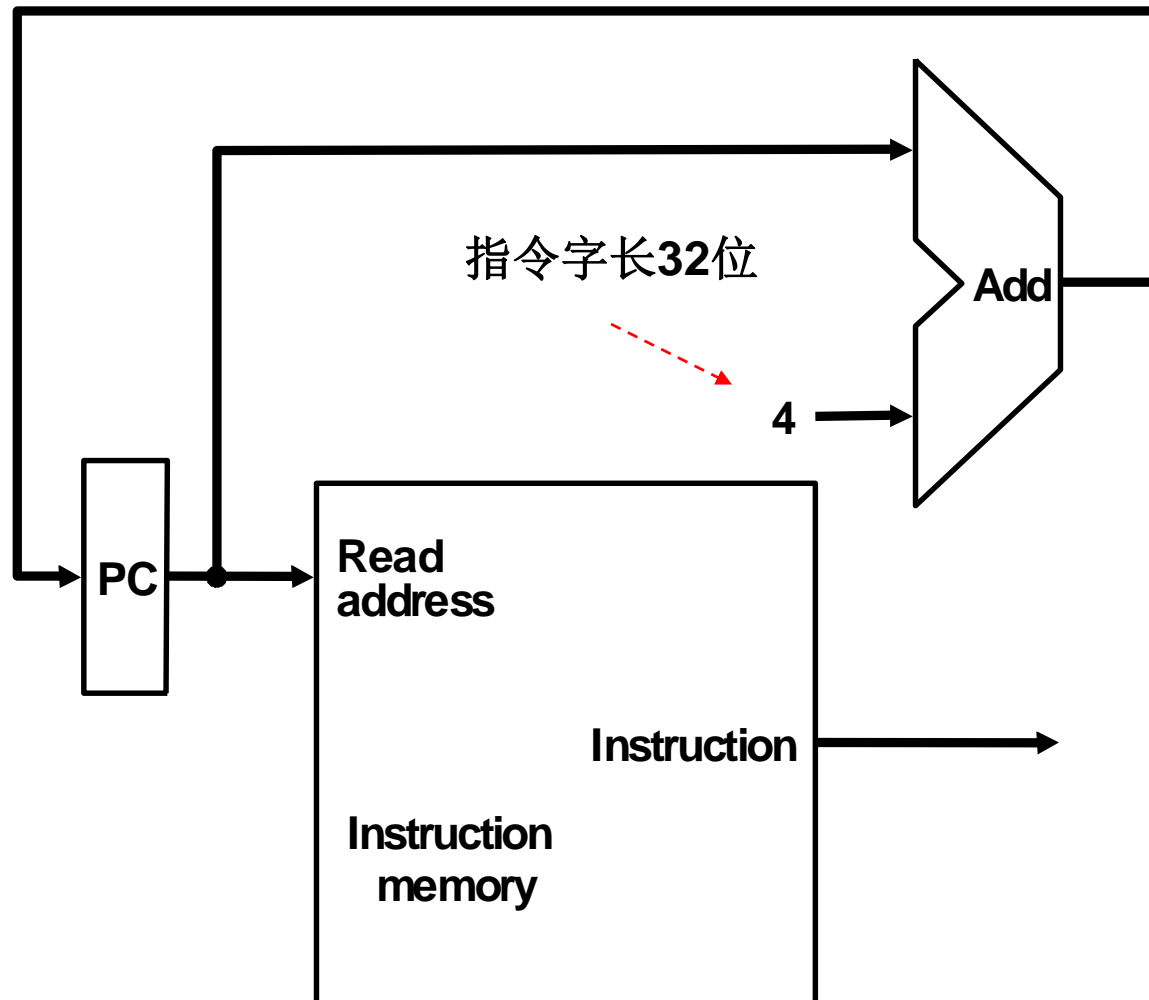 指令字长32位
Add
4
PC
Read
address
Instruction
Instruction
memory